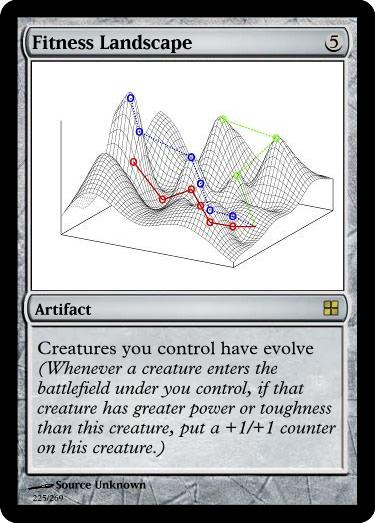 Fitness Landscape 5
Artifact
Creatures you control have evolve
(Whenever a creature enters the
battlefield under you control, if that
creature has greater power or toughness
than this creature, put a +1/+1 counter
on this creature.)
Source Unknown
225/269